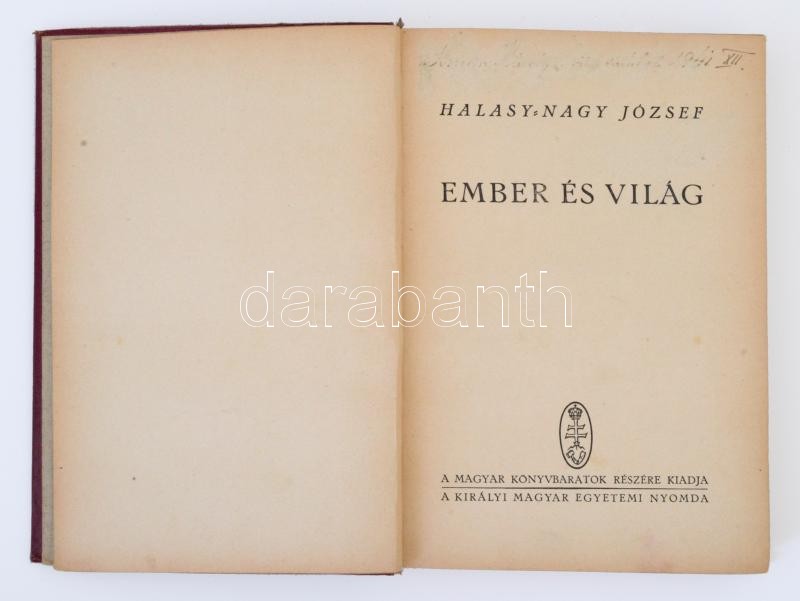 1941 XII.
HALASY-NAGY JÓZSEF
EMBER ÉS VILÁG
darabanth
A MAGYAR KÖNYVBARÁTOK RÉSZÉRE KIADJA
A KIRÁLYI MAGYAR EGYETEMI NYOMDA